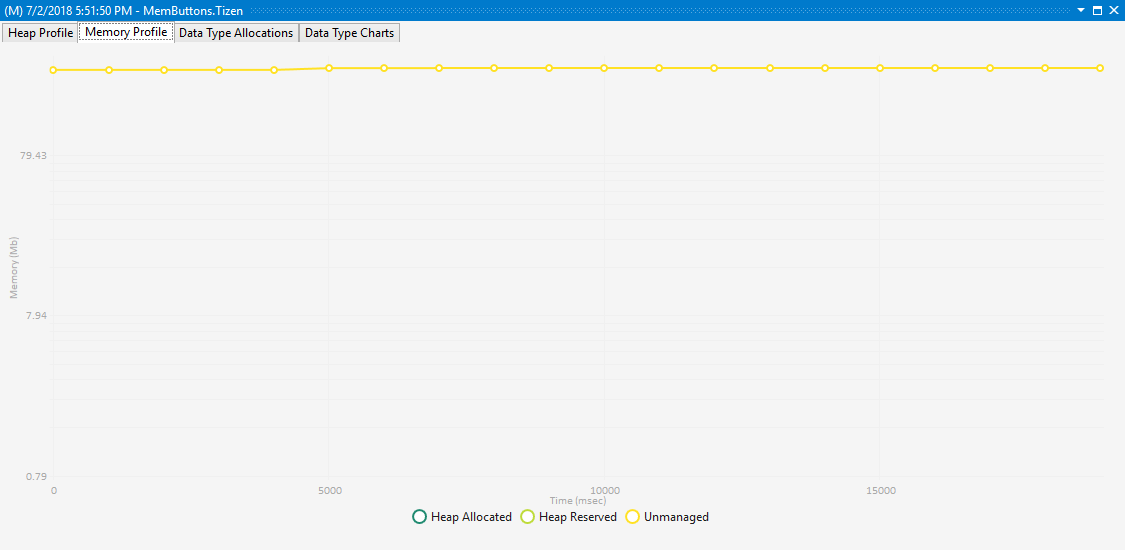 (M) 7/2/2018 5:51:50 PM - MemButtons.Tizen
Heap Profile Memory Profile Data Type Allocations Data Type Charts
79.43
Memory (Mb)
7.94
0.79
0 5000 10000 15000
Time (msec)
Heap Allocated Heap Reserved Unmanaged